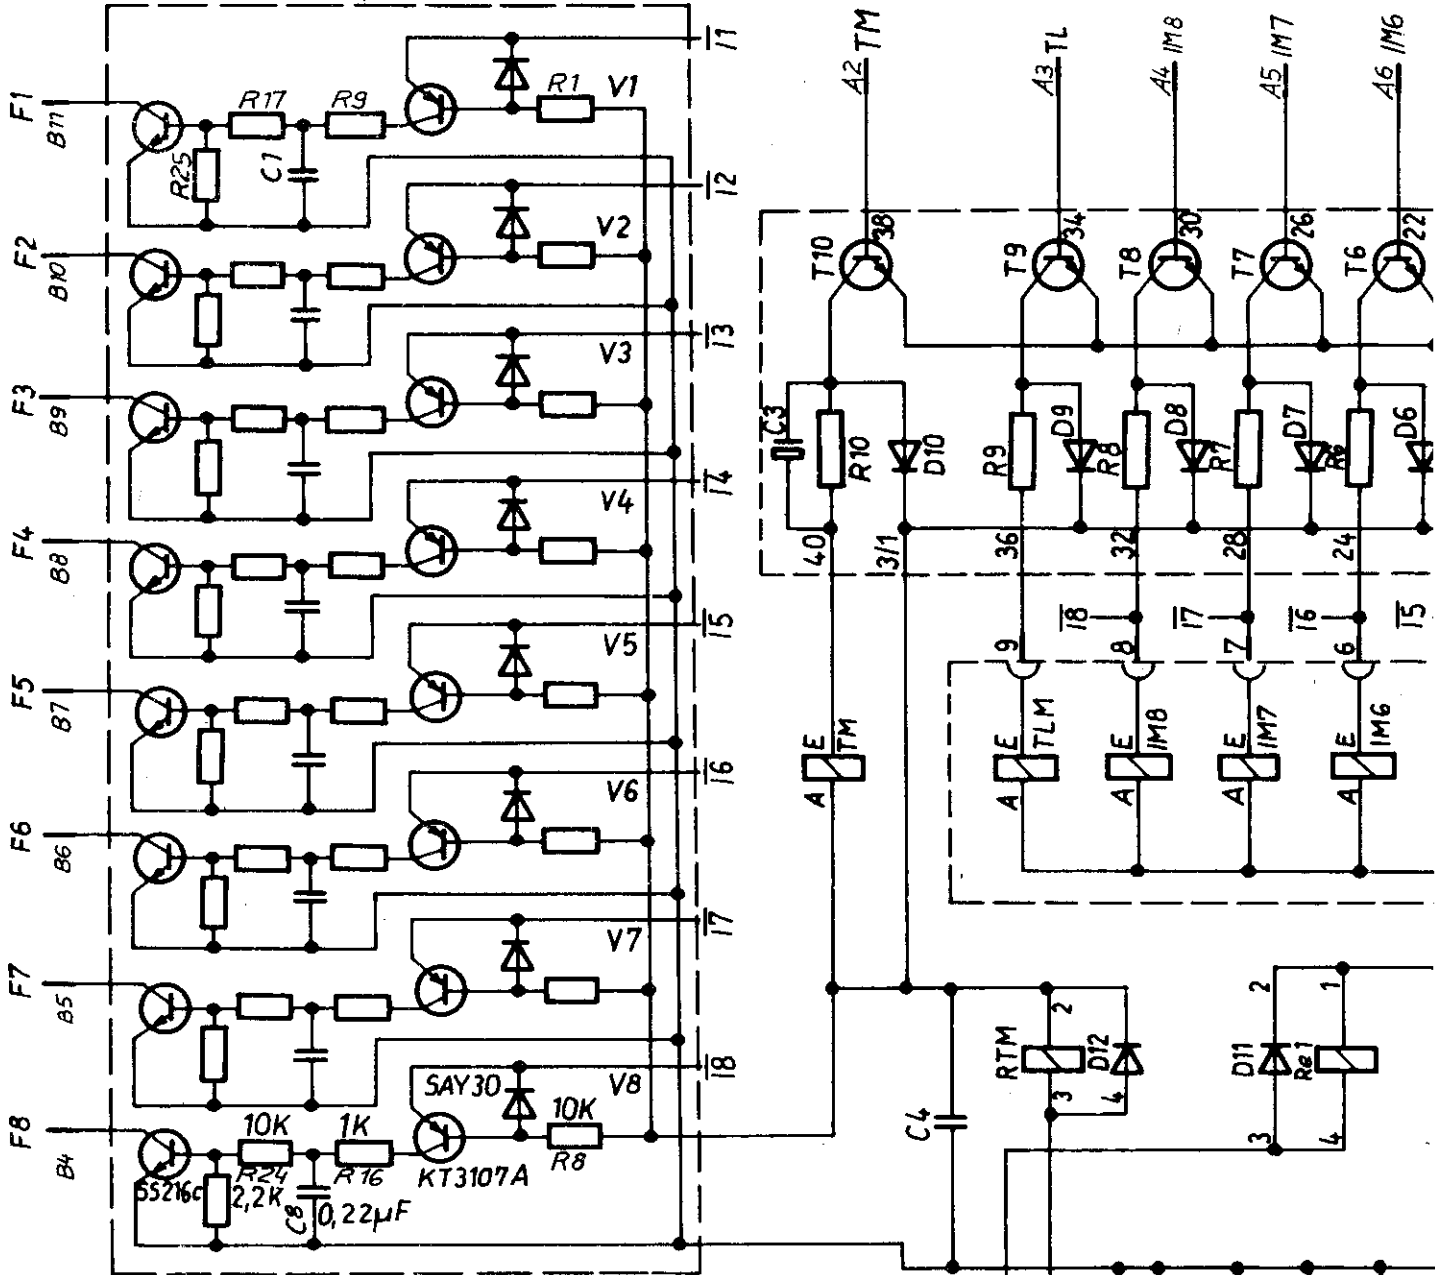 F1
B11
R17
R9
R25
C1
R1
V1
I1
F2
B10
V2
I2
F3
B9
V3
I3
F4
B8
V4
I4
F5
B7
V5
I5
F6
B6
V6
I6
F7
B5
V7
I7
F8
B4
SS216c
10K
R24
2,2K
1K
R16
C8
0,22µF
KT3107A
SAY30
10K
R8
V8
I8
A2 TM
A3 TL
A4 IM8
A5 IM7
A6 IM6
T10
38
T9
34
T8
30
T7
26
T6
22
C3
R10
D10
R9
D9
R8
D8
R7
D7
R6
D6
40
3/1
36
32
28
24
I8
I7
I6
I5
9
8
7
6
A E TM
A E TLM
A E IM8
A E IM7
A E IM6
C4
RTM
2
3
4
D12
D11
2
3
Re1
1
4